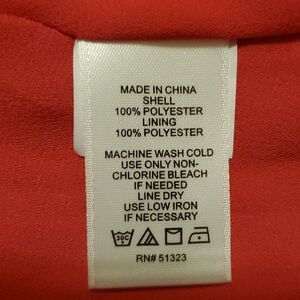 MADE IN CHINA
SHELL
100% POLYESTER
LINING
100% POLYESTER
MACHINE WASH COLD
USE ONLY NON-
CHLORINE BLEACH
IF NEEDED
LINE DRY
USE LOW IRON
IF NECESSARY
30C
RN# 51323